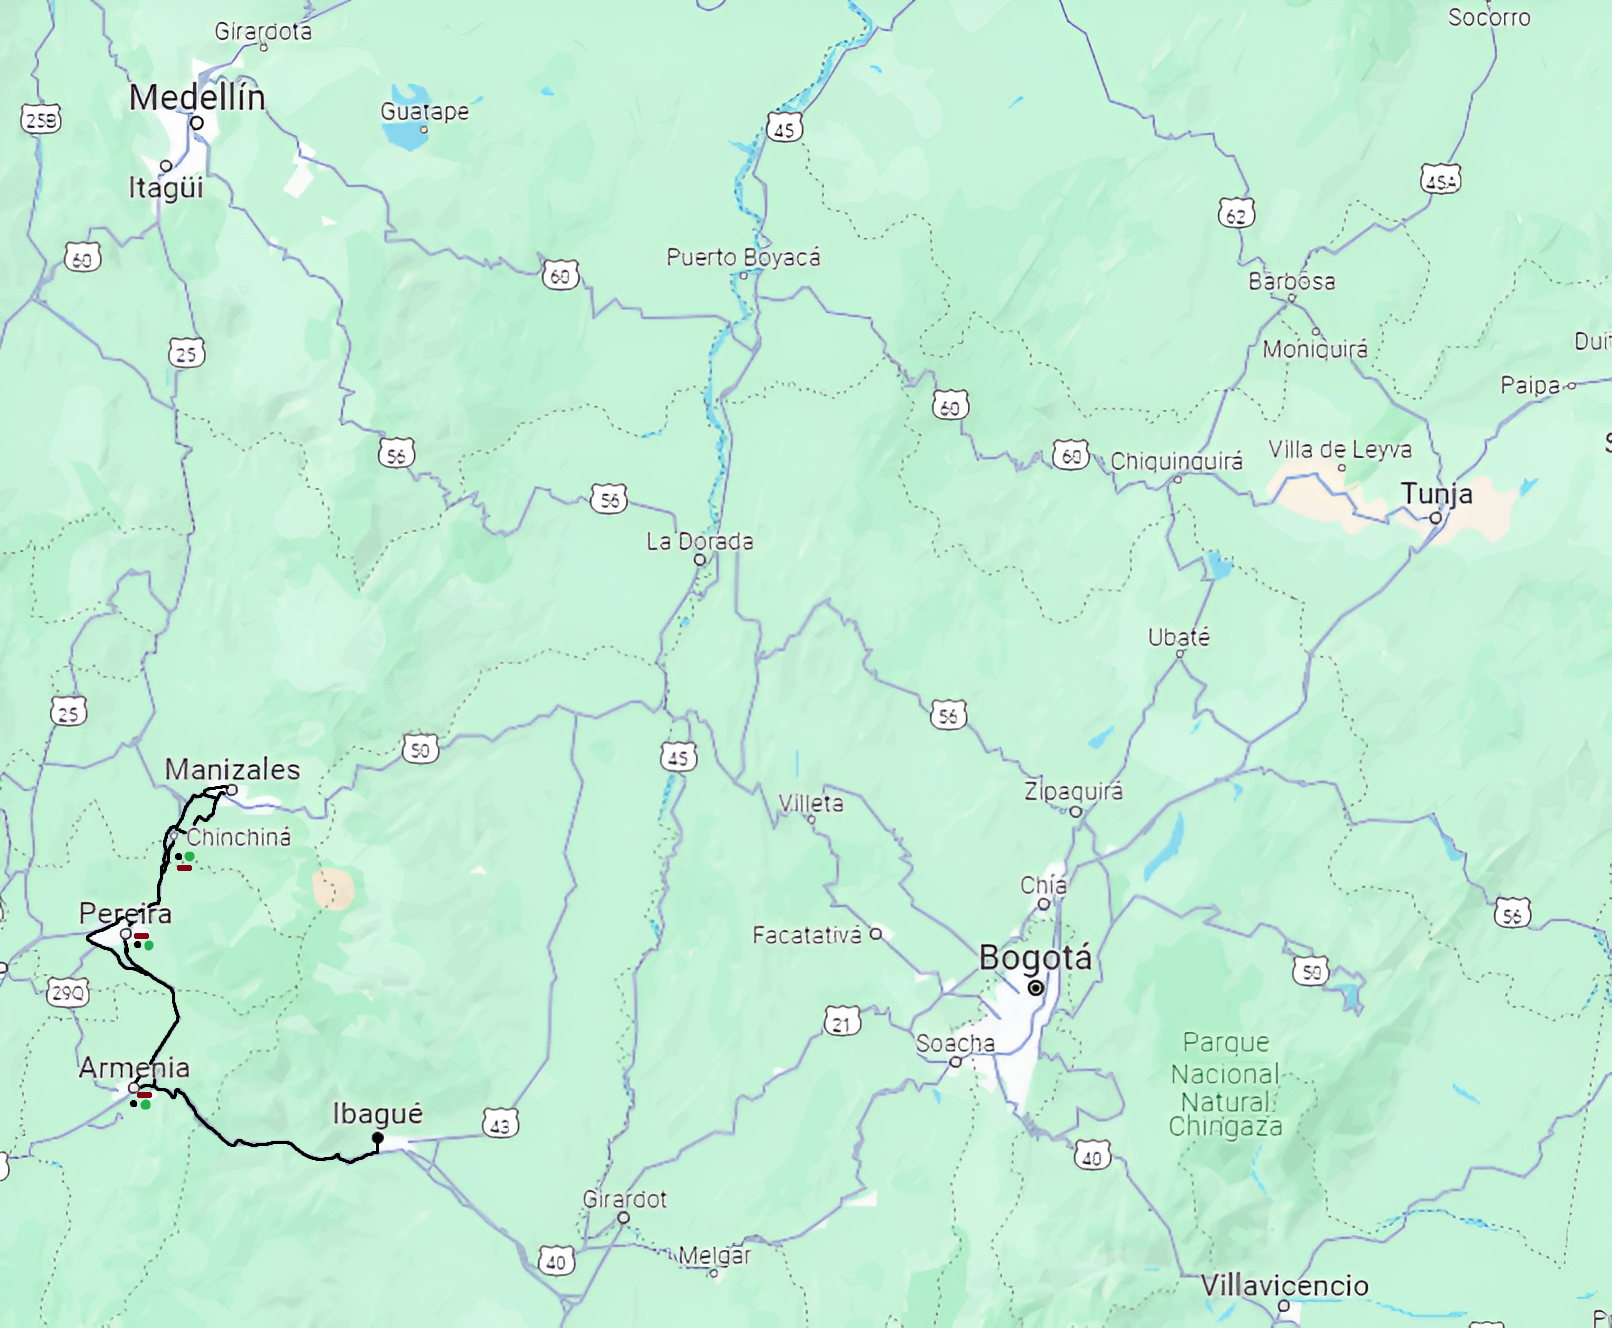 Socorro
Girardota
Medellín
Guatape
25B
45
Itagüi
45A
62
60
Puerto Boyacá
60
Barbosa
25
Moniquirá
Paipa
60
56
60
Chiquinquirá
Villa de Leyva
Tunja
56
La Dorada
Ubaté
25
56
50
45
Manizales
Villeta
Zipaquirá
Chinchiná
Chía
Pereira
56
Facatativá
Bogotá
50
29Q
21
Soacha
Parque
Nacional
Natural
Chingaza
Armenia
Ibagué
43
40
Girardot
Melgar
40
Villavicencio